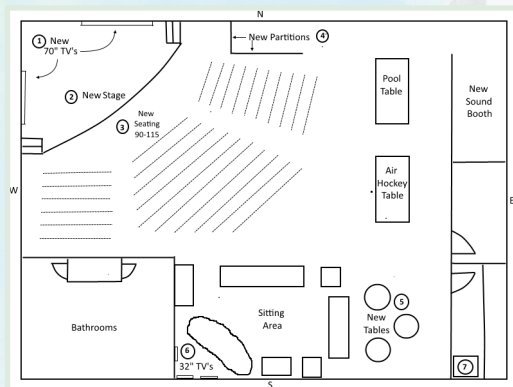 N
1 New
70" TV's
New Partitions 4
2 New Stage
3 New
Seating
90-115
Pool
Table
New
Sound
Booth
W
Air
Hockey
Table
E
Bathrooms
Sitting
Area
New
Tables
5
6
32" TV's
7
S